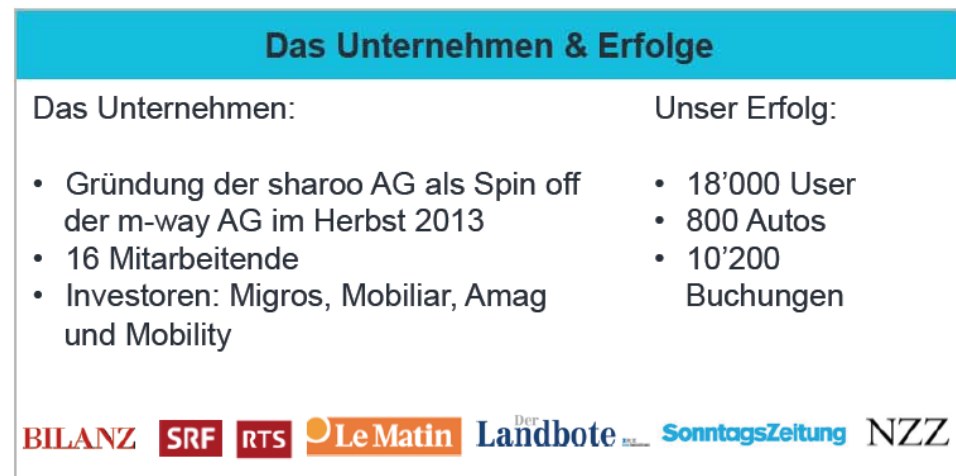 Das Unternehmen & Erfolge
Das Unternehmen:
• Gründung der sharoo AG als Spin off
der m-way AG im Herbst 2013
• 16 Mitarbeitende
• Investoren: Migros, Mobiliar, Amag
und Mobility
Unser Erfolg:
• 18’000 User
• 800 Autos
• 10’200
Buchungen
BILANZ SRF RTS Le Matin Der Landbote SonntagsZeitung NZZ